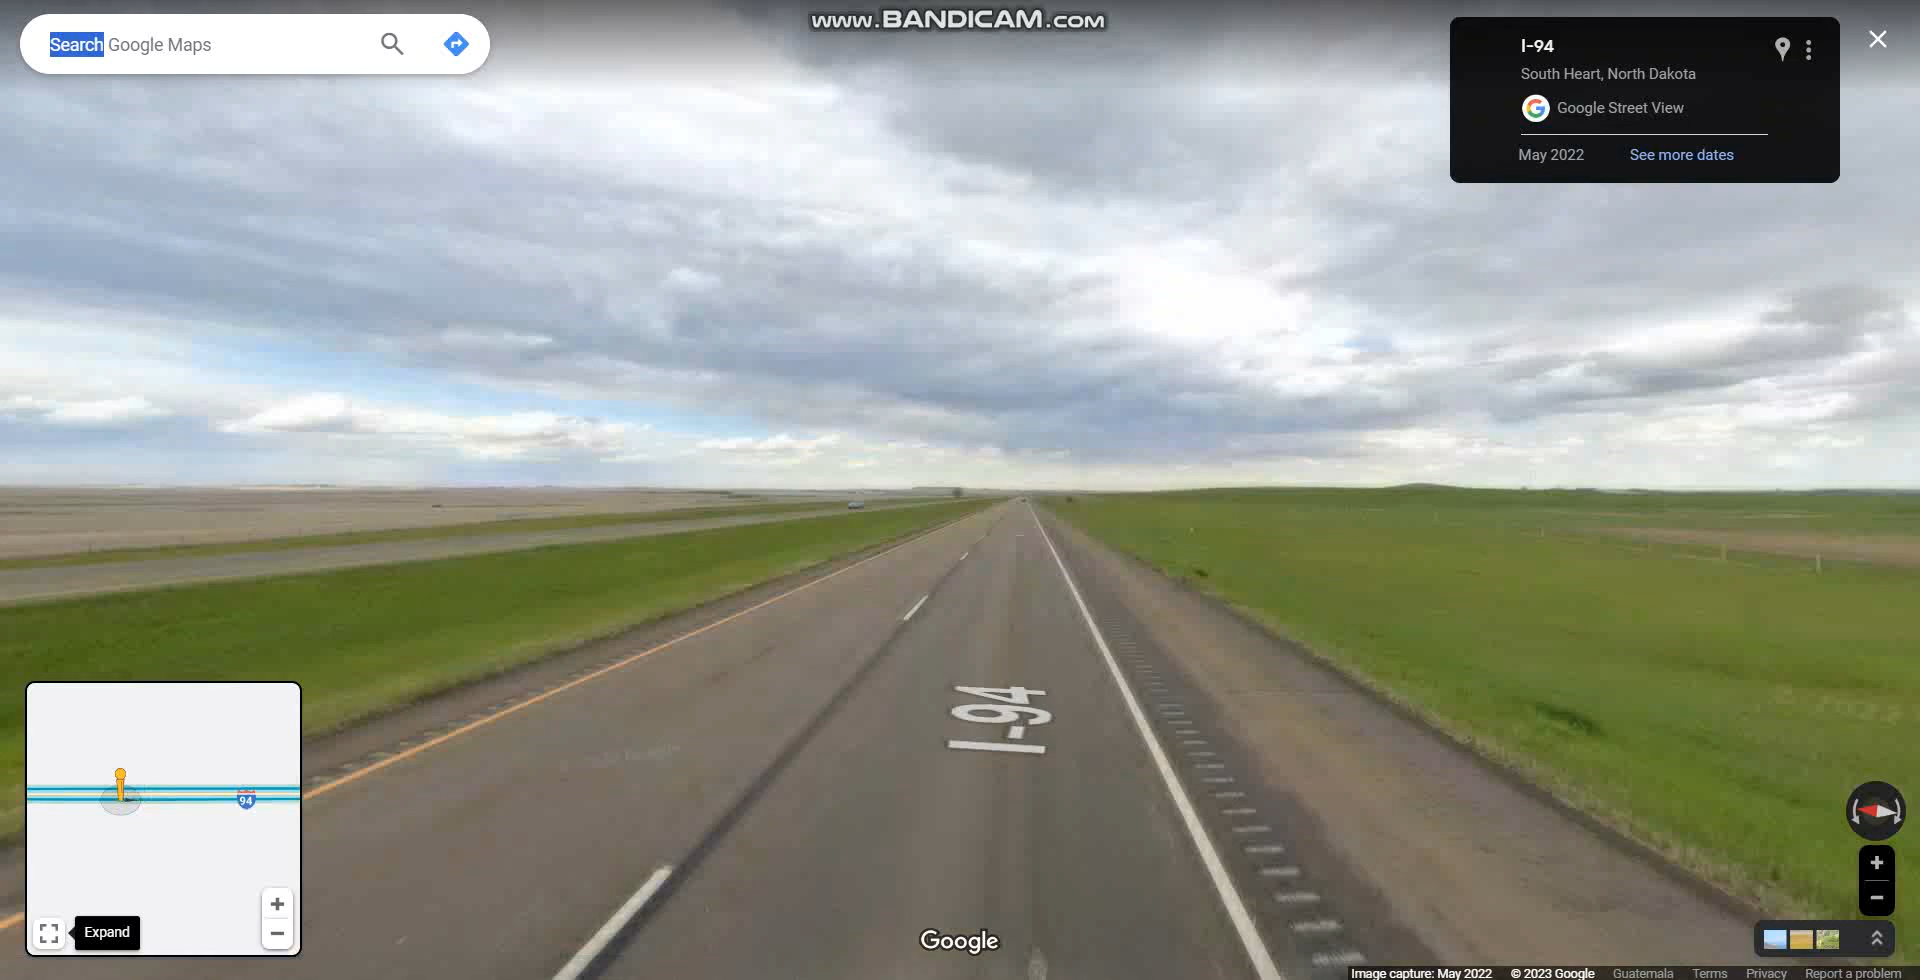 www.BANDICAM.com
Search Google Maps
I-94
South Heart, North Dakota
Google Street View
May 2022
See more dates
I-94
94
Expand
Google
Image capture: May 2022
© 2023 Google
Guatemala
Terms
Privacy
Report a problem